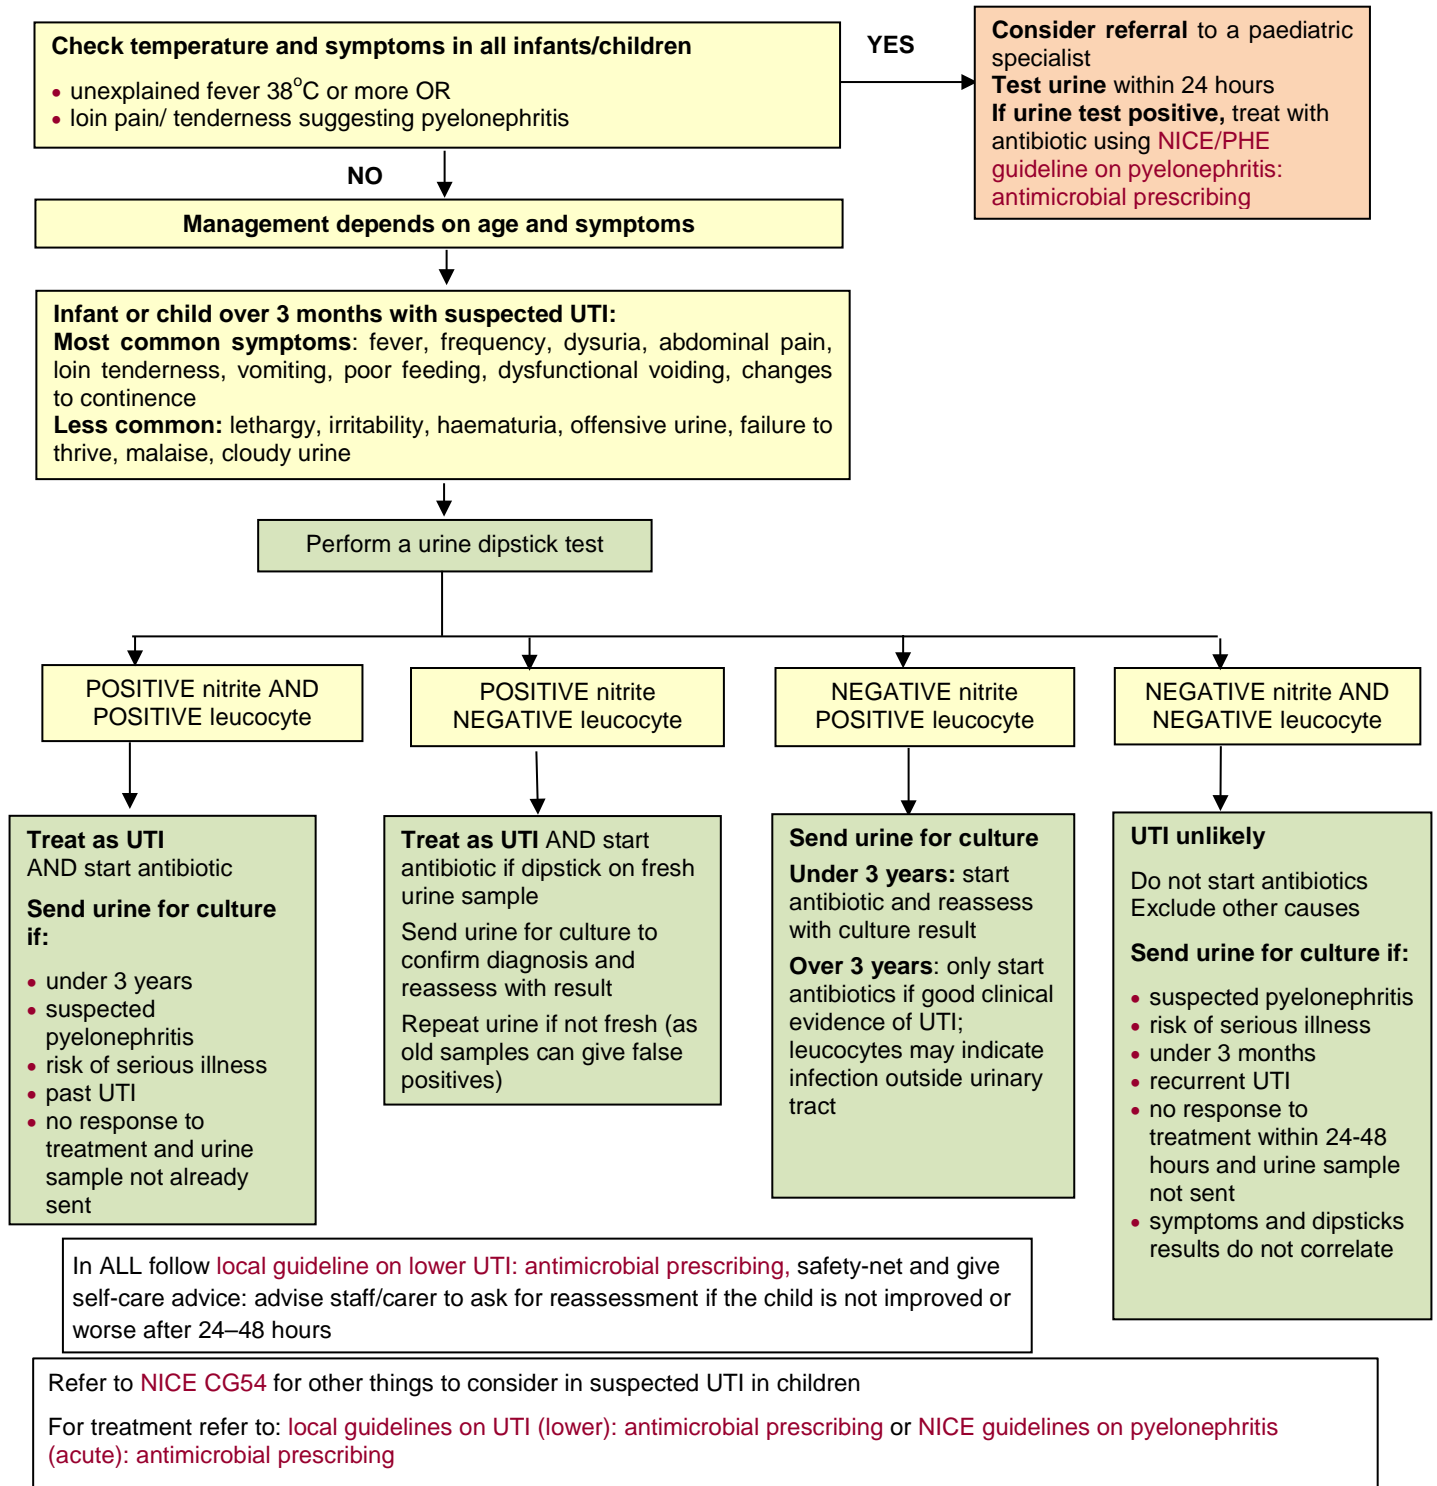 Check temperature and symptoms in all infants/children
• unexplained fever 38°C or more OR
• loin pain/ tenderness suggesting pyelonephritis
YES
Consider referral to a paediatric
specialist
Test urine within 24 hours
If urine test positive, treat with
antibiotic using NICE/PHE
guideline on pyelonephritis:
antimicrobial prescribing
NO
Management depends on age and symptoms
Infant or child over 3 months with suspected UTI:
Most common symptoms: fever, frequency, dysuria, abdominal pain,
loin tenderness, vomiting, poor feeding, dysfunctional voiding, changes
to continence
Less common: lethargy, irritability, haematuria, offensive urine, failure to
thrive, malaise, cloudy urine
Perform a urine dipstick test
POSITIVE nitrite AND
POSITIVE leucocyte
POSITIVE nitrite
NEGATIVE leucocyte
NEGATIVE nitrite
POSITIVE leucocyte
NEGATIVE nitrite AND
NEGATIVE leucocyte
Treat as UTI
AND start antibiotic
Send urine for culture
if:
• under 3 years
• suspected
pyelonephritis
• risk of serious illness
• past UTI
• no response to
treatment and urine
sample not already
sent
Treat as UTI AND start
antibiotic if dipstick on fresh
urine sample
Send urine for culture to
confirm diagnosis and
reassess with result
Repeat urine if not fresh (as
old samples can give false
positives)
Send urine for culture
Under 3 years: start
antibiotic and reassess
with culture result
Over 3 years: only start
antibiotics if good clinical
evidence of UTI;
leucocytes may indicate
infection outside urinary
tract
UTI unlikely
Do not start antibiotics
Exclude other causes
Send urine for culture if:
• suspected pyelonephritis
• risk of serious illness
• under 3 months
• recurrent UTI
• no response to
treatment within 24-48
hours and urine sample
not sent
• symptoms and dipsticks
results do not correlate
In ALL follow local guideline on lower UTI: antimicrobial prescribing, safety-net and give
self-care advice: advise staff/carer to ask for reassessment if the child is not improved or
worse after 24–48 hours
Refer to NICE CG54 for other things to consider in suspected UTI in children
For treatment refer to: local guidelines on UTI (lower): antimicrobial prescribing or NICE guidelines on pyelonephritis
(acute): antimicrobial prescribing